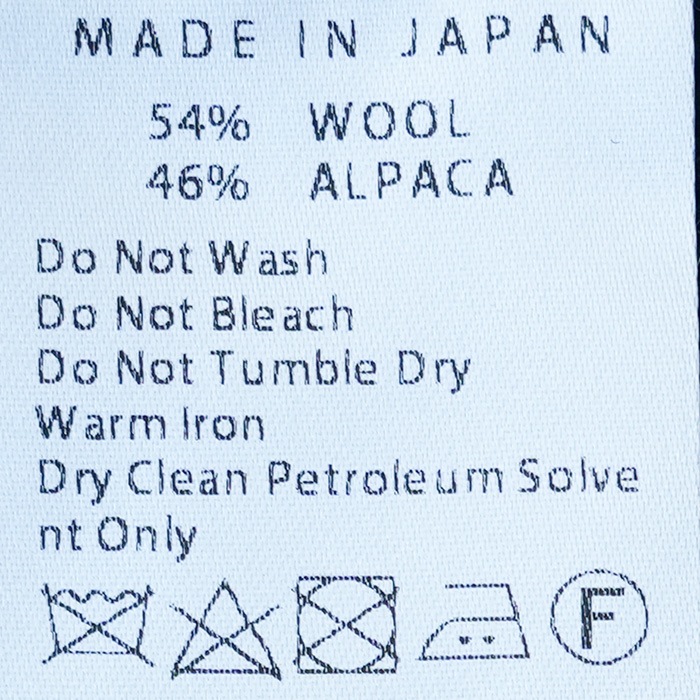 MADE IN JAPAN
54% WOOL
46% ALPACA
Do Not Wash
Do Not Bleach
Do Not Tumble Dry
Warm Iron
Dry Clean Petroleum Solve
nt Only
F